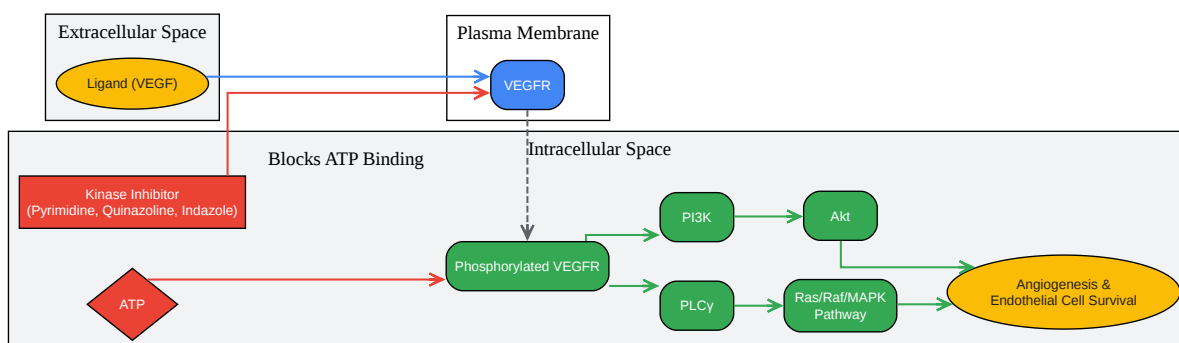 Extracellular Space
Plasma Membrane
Ligand (VEGF)
VEGFR
Blocks ATP Binding
Intracellular Space
Kinase Inhibitor
(Pyrimidine, Quinazoline, Indazole)
PI3K
Akt
Phosphorylated VEGFR
ATP
PLCγ
Ras/Raf/MAPK
Pathway
Angiogenesis &
Endothelial Cell Survival